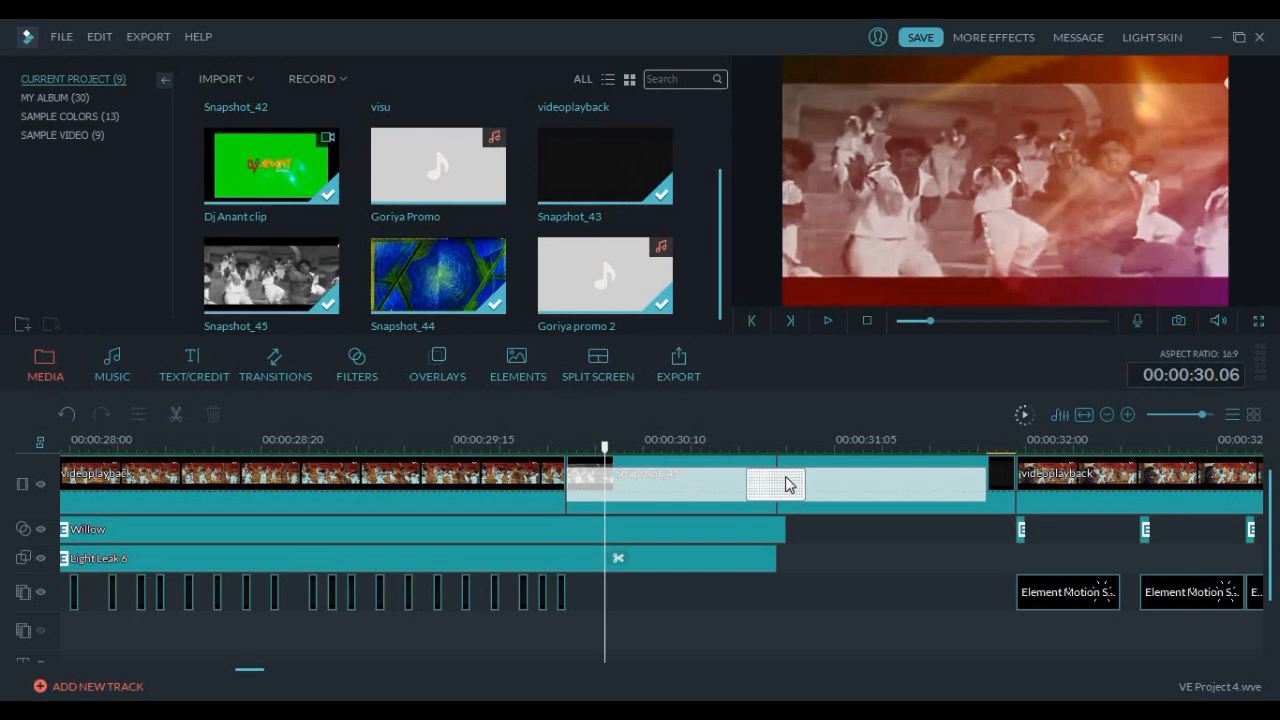 FILE EDIT EXPORT HELP SAVE MORE EFFECTS MESSAGE LIGHT SKIN
CURRENT PROJECT (9)
MY ALBUM (30)
SAMPLE COLORS (13)
SAMPLE VIDEO (9)
IMPORT RECORD ALL Search
Snapshot_42 visu videoplayback
Dj Anant clip Goriya Promo Snapshot_43
Snapshot_45 Snapshot_44 Goriya promo 2
MEDIA MUSIC TEXT/CREDIT TRANSITIONS FILTERS OVERLAYS ELEMENTS SPLIT SCREEN EXPORT
ASPECT RATIO: 16:9
00:00:30.06
00:00:28:00 00:00:28:20 00:00:29:15 00:00:30:10 00:00:31:05 00:00:32:00 00:00:32
videoplayback Snapshot_45 videoplayback
Willow
Light Leak 6
Element Motion S... Element Motion S... E...
ADD NEW TRACK VE Project 4.wve